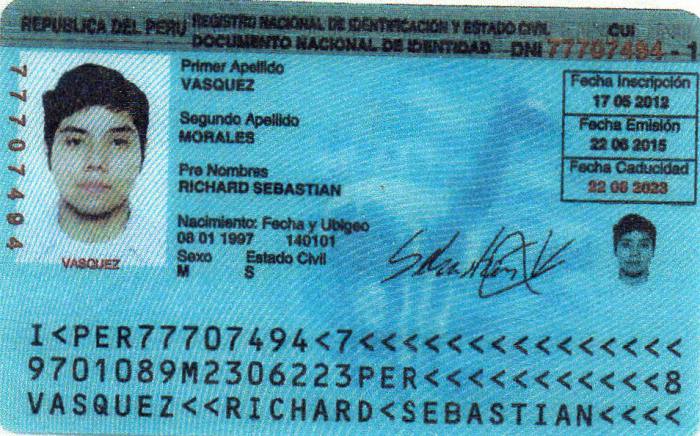 REPUBLICA DEL PERU
REGISTRO NACIONAL DE IDENTIFICACION Y ESTADO CIVIL
DOCUMENTO NACIONAL DE IDENTIDAD
CUI
DNI 77707494 - 1
77707494
Primer Apellido
VASQUEZ
Segundo Apellido
MORALES
Pre Nombres
RICHARD SEBASTIAN
Nacimiento: Fecha y Ubigeo
08 01 1997 140101
Sexo Estado Civil
M S
Fecha Inscripción
17 05 2012
Fecha Emisión
22 06 2015
Fecha Caducidad
22 06 2023
VASQUEZ
Sebastián V
I<PER77707494<7<<<<<<<<<<<<<<<
9701089M2306223PER<<<<<<<<<<<8
VASQUEZ<<RICHARD<SEBASTIAN<<<<